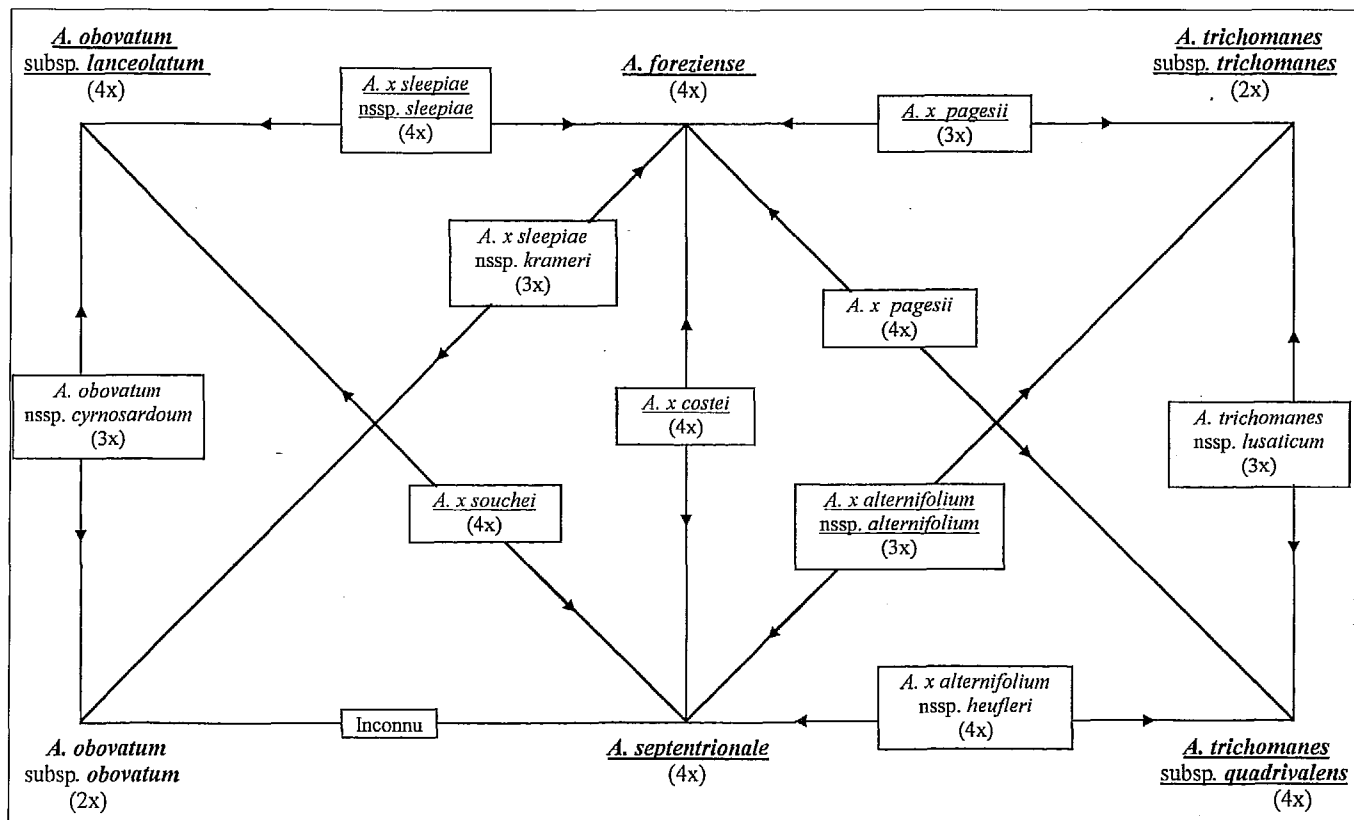 A. obovatum
subsp. lanceolatum
(4x)
A. foreziense
(4x)
A. trichomanes
subsp. trichomanes
(2x)
A. x sleepiae
nssp. sleepiae
(4x)
A. x pagesii
(3x)
A. x sleepiae
nssp. krameri
(3x)
A. x pagesii
(4x)
A. obovatum
nssp. cyrnosardoum
(3x)
A. x costei
(4x)
A. trichomanes
nssp. lusaticum
(3x)
A. x souchei
(4x)
A. x alternifolium
nssp. alternifolium
(3x)
A. x alternifolium
nssp. heufleri
(4x)
Inconnu
A. obovatum
subsp. obovatum
(2x)
A. septentrionale
(4x)
A. trichomanes
subsp. quadrivalens
(4x)